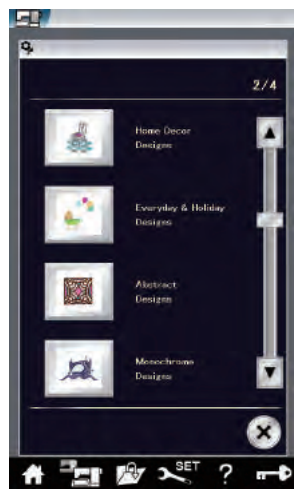 2/4
Home Decor
Designs
Everyday & Holiday
Designs
Abstract
Designs
Monochrome
Designs
SET
?